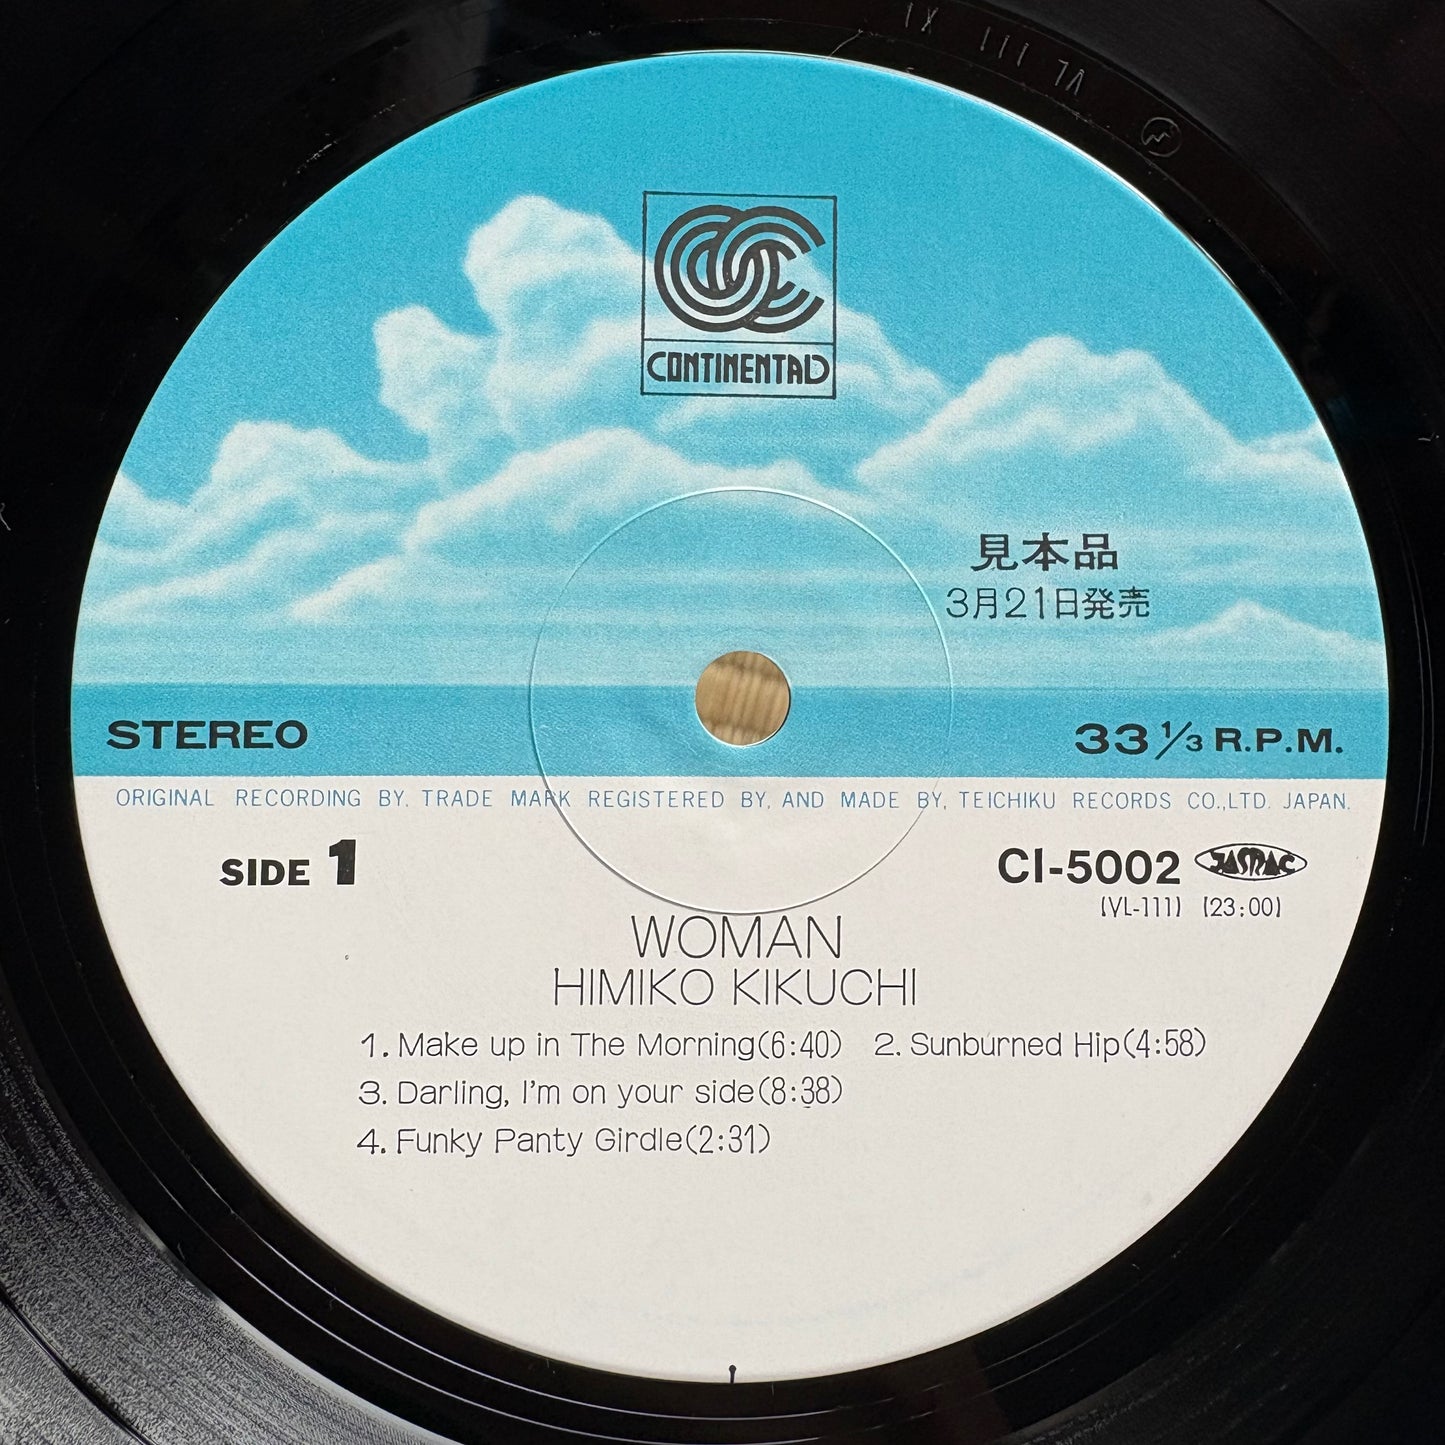 VL 111 1X
CONTINENTAL
見本品
3月21日発売
STEREO
33 1/3 R.P.M.
ORIGINAL RECORDING BY, TRADE MARK REGISTERED BY, AND MADE BY, TEICHIKU RECORDS CO.,LTD. JAPAN.
SIDE 1
CI-5002 JASRAC
(VL-111) (23:00)
WOMAN
HIMIKO KIKUCHI
1. Make up in The Morning(6:40) 2. Sunburned Hip(4:58)
3. Darling, I'm on your side(8:38)
4. Funky Panty Girdle(2:31)